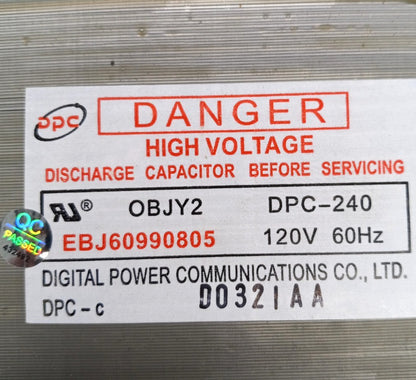 DPC DANGER
HIGH VOLTAGE
DISCHARGE CAPACITOR BEFORE SERVICING
® OBJY2 DPC-240
QC
PASSED
EBJ60990805 120V 60Hz
DIGITAL POWER COMMUNICATIONS CO., LTD.
DPC-c D0321AA